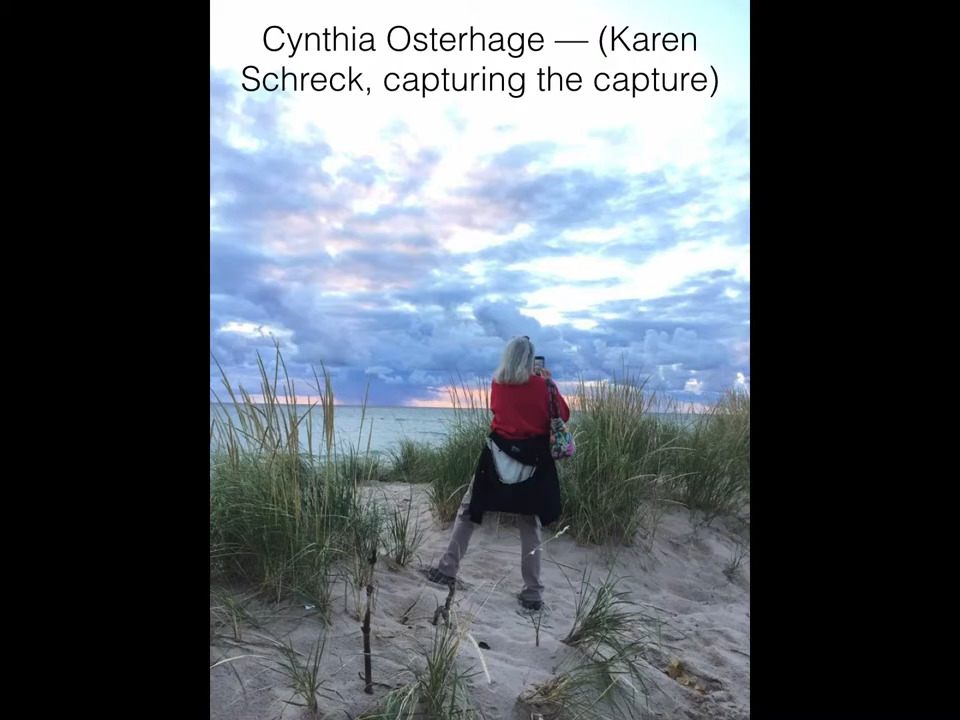 Cynthia Osterhage — (Karen
Schreck, capturing the capture)